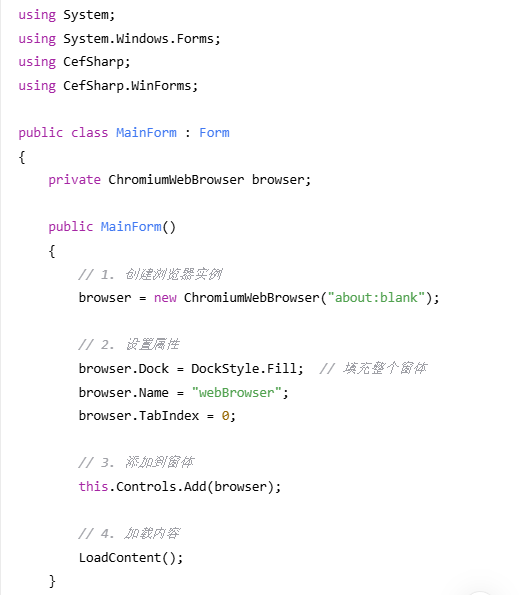 using System;
using System.Windows.Forms;
using CefSharp;
using CefSharp.WinForms;

public class MainForm : Form
{
    private ChromiumWebBrowser browser;

    public MainForm()
    {
        // 1. 创建浏览器实例
        browser = new ChromiumWebBrowser("about:blank");

        // 2. 设置属性
        browser.Dock = DockStyle.Fill;  // 填充整个窗体
        browser.Name = "webBrowser";
        browser.TabIndex = 0;

        // 3. 添加到窗体
        this.Controls.Add(browser);

        // 4. 加载内容
        LoadContent();
    }